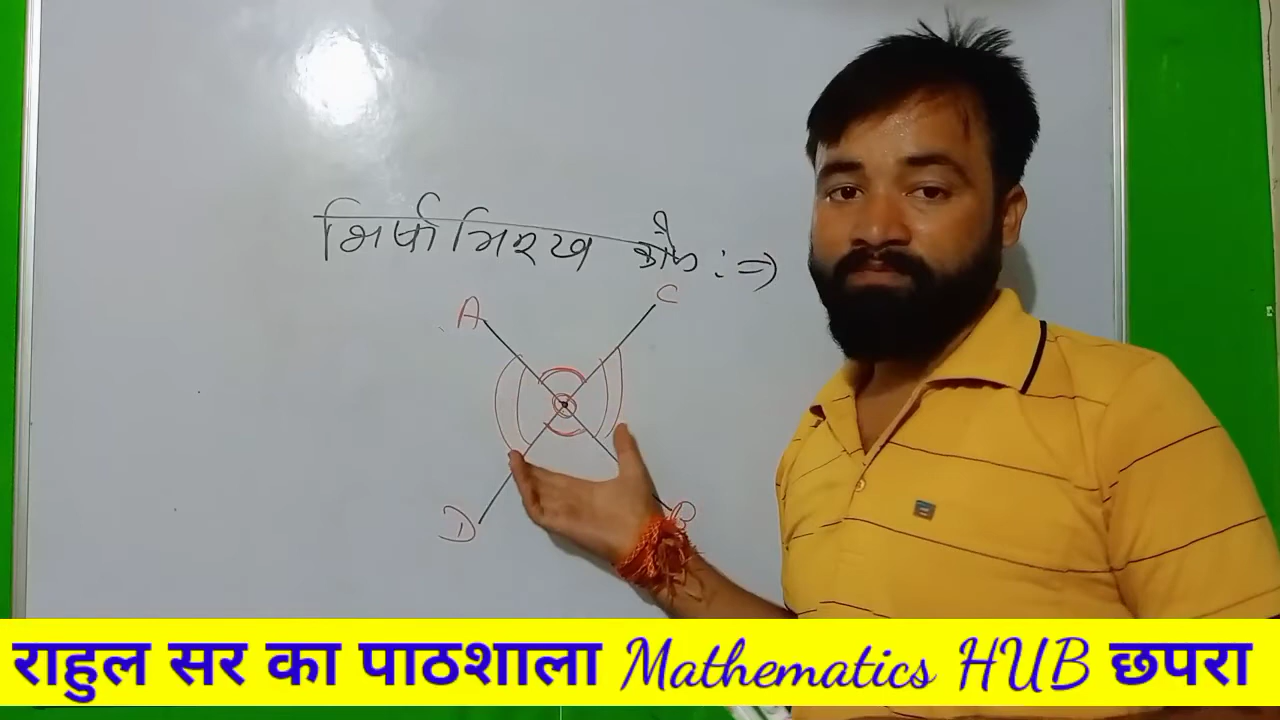 शिर्षाभिमुख कोण :⇒
A C
D B
राहुल सर का पाठशाला Mathematics HUB छपरा